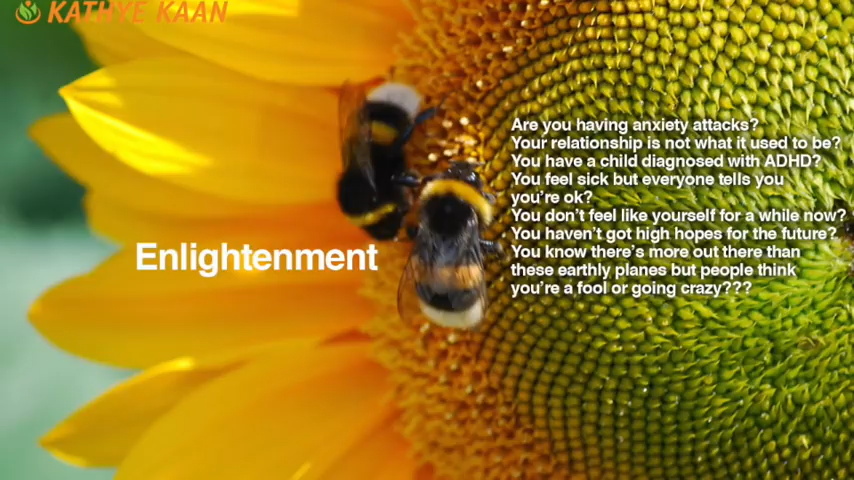 KATHYE KAAN
Are you having anxiety attacks?
Your relationship is not what it used to be?
You have a child diagnosed with ADHD?
You feel sick but everyone tells you
you're ok?
You don't feel like yourself for a while now?
You haven't got high hopes for the future?
You know there's more out there than
these earthly planes but people think
you're a fool or going crazy???
Enlightenment